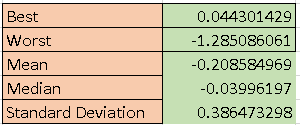 Best 0.044301429
Worst -1.285086061
Mean -0.208584969
Median -0.03996197
Standard Deviation 0.386473298